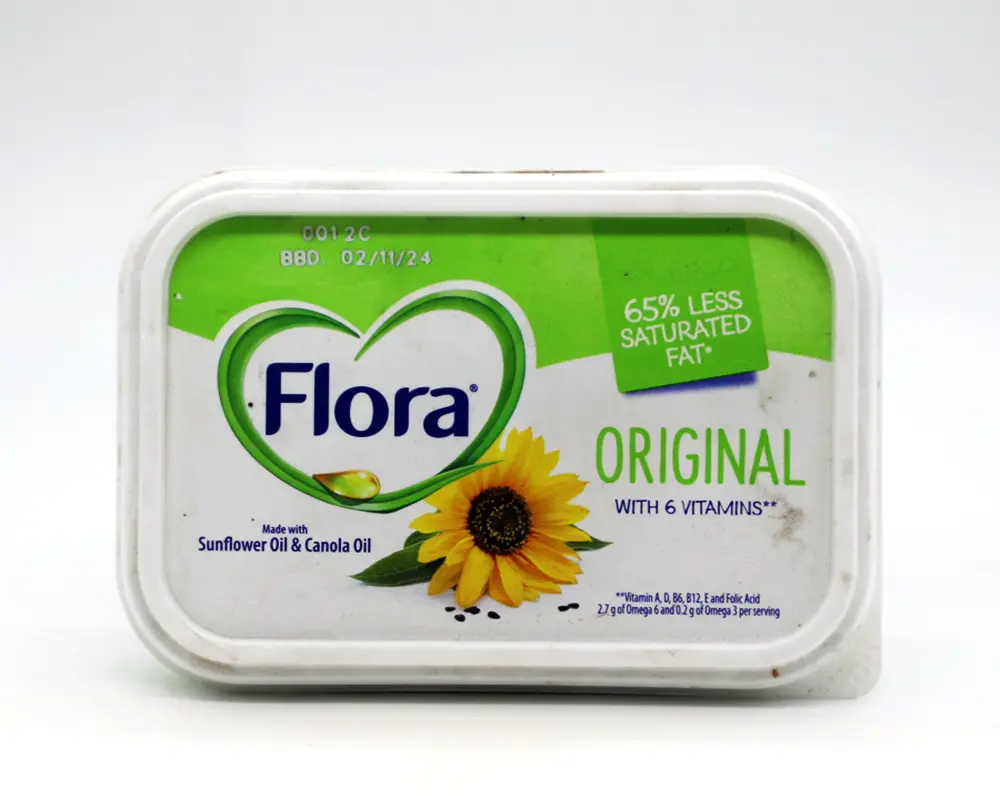 001 2C
BBD. 02/11/24
65% LESS
SATURATED
FAT*
Flora®
ORIGINAL
WITH 6 VITAMINS**
Made with
Sunflower Oil & Canola Oil
**Vitamin A, D, B6, B12, E and Folic Acid
2.7 g of Omega 6 and 0.2 g of Omega 3 per serving